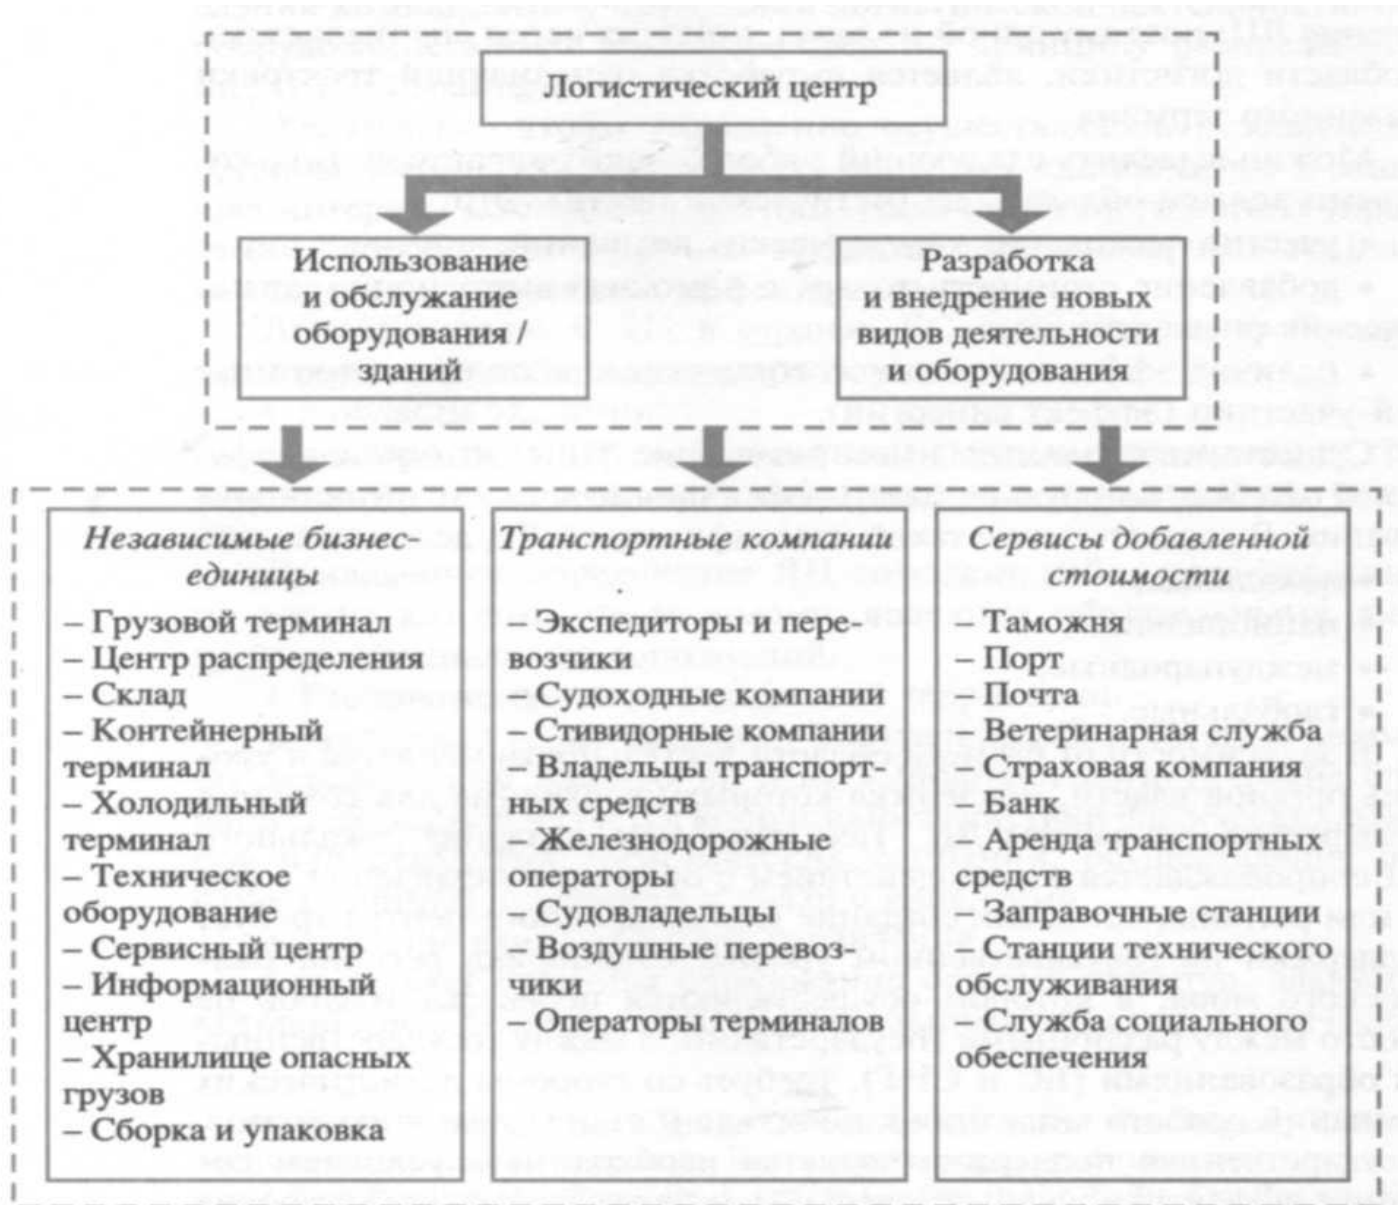 Логистический центр
Использование
и обслужание
оборудования /
зданий
Разработка
и внедрение новых
видов деятельности
и оборудования
Независимые бизнес-
единицы
– Грузовой терминал
– Центр распределения
– Склад
– Контейнерный
терминал
– Холодильный
терминал
– Техническое
оборудование
– Сервисный центр
– Информационный
центр
– Хранилище опасных
грузов
– Сборка и упаковка
Транспортные компании
– Экспедиторы и пере-
возчики
– Судоходные компании
– Стивидорные компании
– Владельцы транспорт-
ных средств
– Железнодорожные
операторы
– Судовладельцы
– Воздушные перевоз-
чики
– Операторы терминалов
Сервисы добавленной
стоимости
– Таможня
– Порт
– Почта
– Ветеринарная служба
– Страховая компания
– Банк
– Аренда транспортных
средств
– Заправочные станции
– Станции технического
обслуживания
– Служба социального
обеспечения